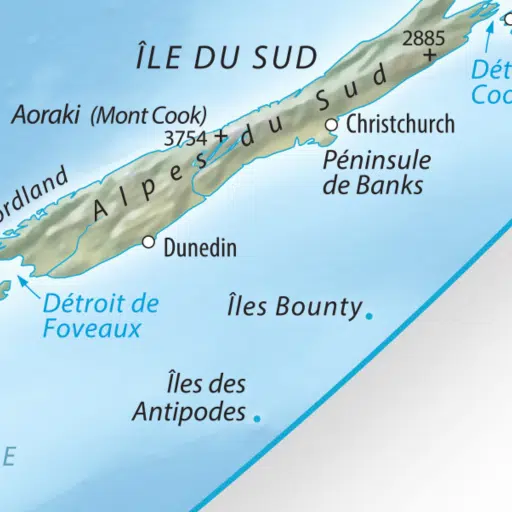 2885
ÎLE DU SUD
Dét
Coo
Aoraki (Mont Cook)
3754
Alpes du Sud
Christchurch
Péninsule
de Banks
ordland
Dunedin
Détroit de
Foveaux
Îles Bounty
Îles des
Antipodes
E